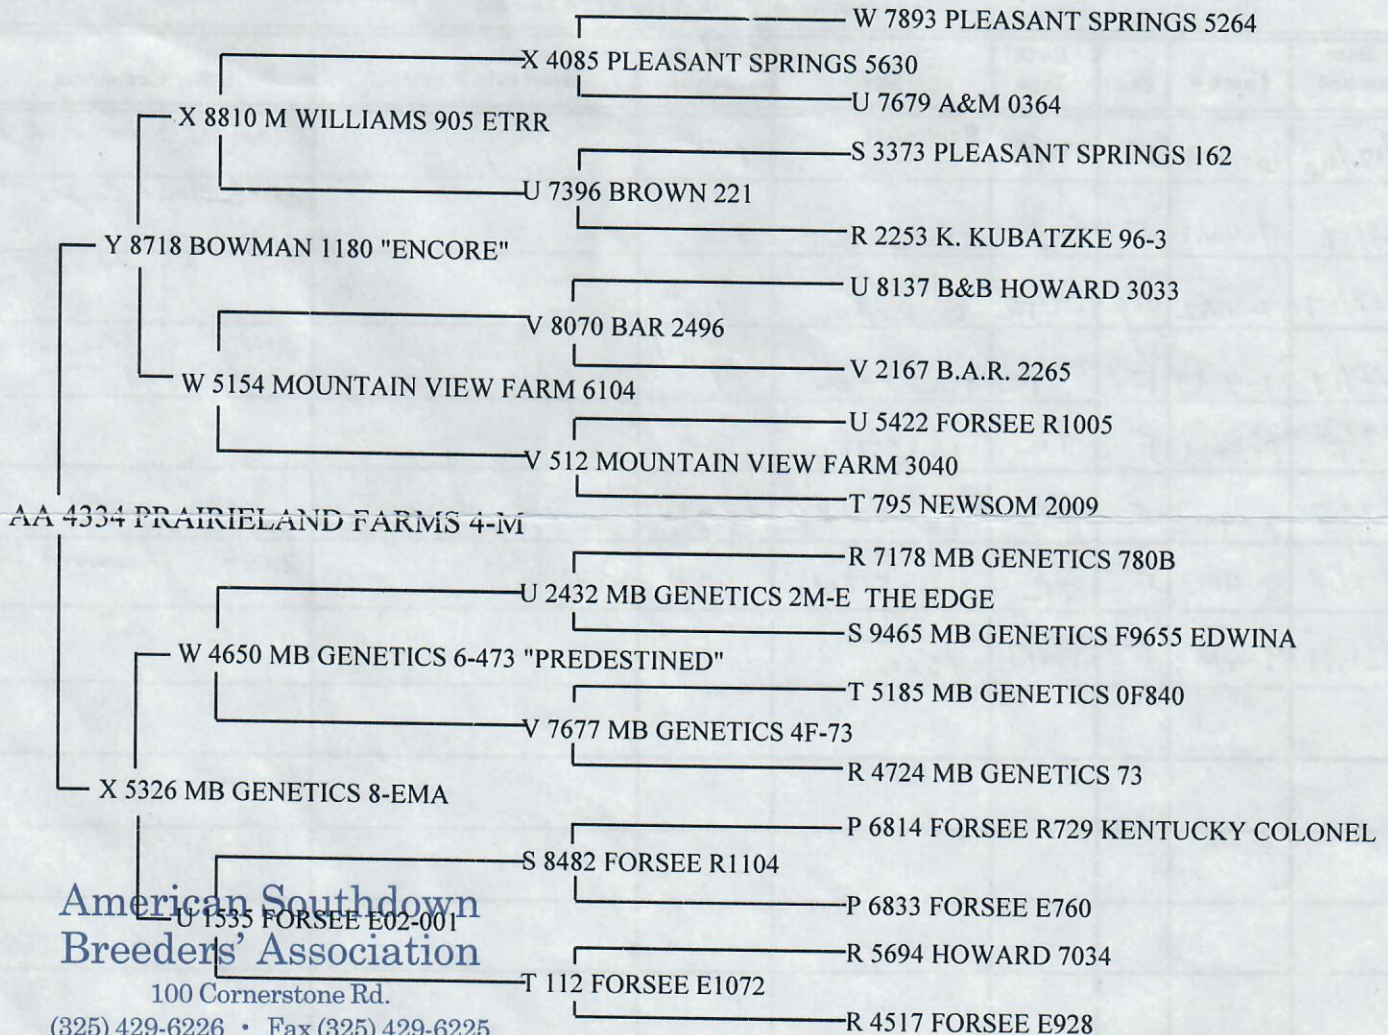 W 7893 PLEASANT SPRINGS 5264
X 4085 PLEASANT SPRINGS 5630
U 7679 A&M 0364
X 8810 M WILLIAMS 905 ETRR
S 3373 PLEASANT SPRINGS 162
U 7396 BROWN 221
R 2253 K. KUBATZKE 96-3
Y 8718 BOWMAN 1180 "ENCORE"
U 8137 B&B HOWARD 3033
V 8070 BAR 2496
V 2167 B.A.R. 2265
W 5154 MOUNTAIN VIEW FARM 6104
U 5422 FORSEE R1005
V 512 MOUNTAIN VIEW FARM 3040
T 795 NEWSOM 2009
AA 4334 PRAIRIELAND FARMS 4-M
R 7178 MB GENETICS 780B
U 2432 MB GENETICS 2M-E THE EDGE
S 9465 MB GENETICS F9655 EDWINA
W 4650 MB GENETICS 6-473 "PREDESTINED"
T 5185 MB GENETICS 0F840
V 7677 MB GENETICS 4F-73
R 4724 MB GENETICS 73
X 5326 MB GENETICS 8-EMA
P 6814 FORSEE R729 KENTUCKY COLONEL
S 8482 FORSEE R1104
P 6833 FORSEE E760
U 1535 FORSEE E02-001
R 5694 HOWARD 7034
T 112 FORSEE E1072
R 4517 FORSEE E928
American Southdown
Breeders' Association
100 Cornerstone Rd.
(325) 429-6226 • Fax (325) 429-6225